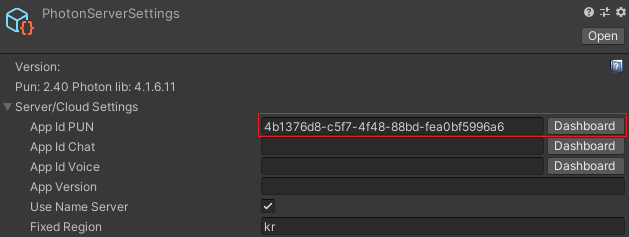 PhotonServerSettings
Open
Version:
Pun: 2.40 Photon lib: 4.1.6.11
Server/Cloud Settings
App Id PUN 4b1376d8-c5f7-4f48-88bd-fea0bf5996a6 Dashboard
App Id Chat Dashboard
App Id Voice Dashboard
App Version
Use Name Server
Fixed Region kr